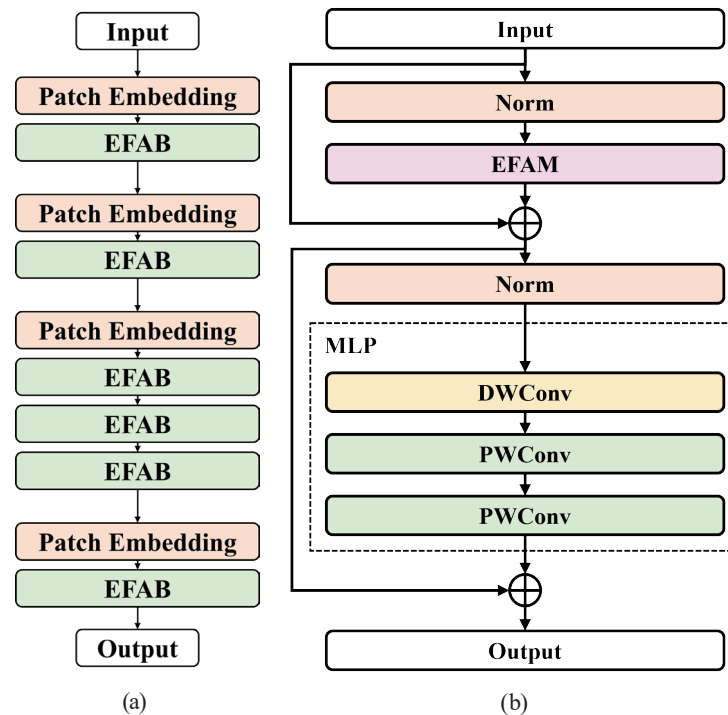 Input
Patch Embedding
EFAB
Patch Embedding
EFAB
Patch Embedding
EFAB
EFAB
EFAB
Patch Embedding
EFAB
Output
(a)
Input
Norm
EFAM
Norm
MLP
DWConv
PWConv
PWConv
Output
(b)